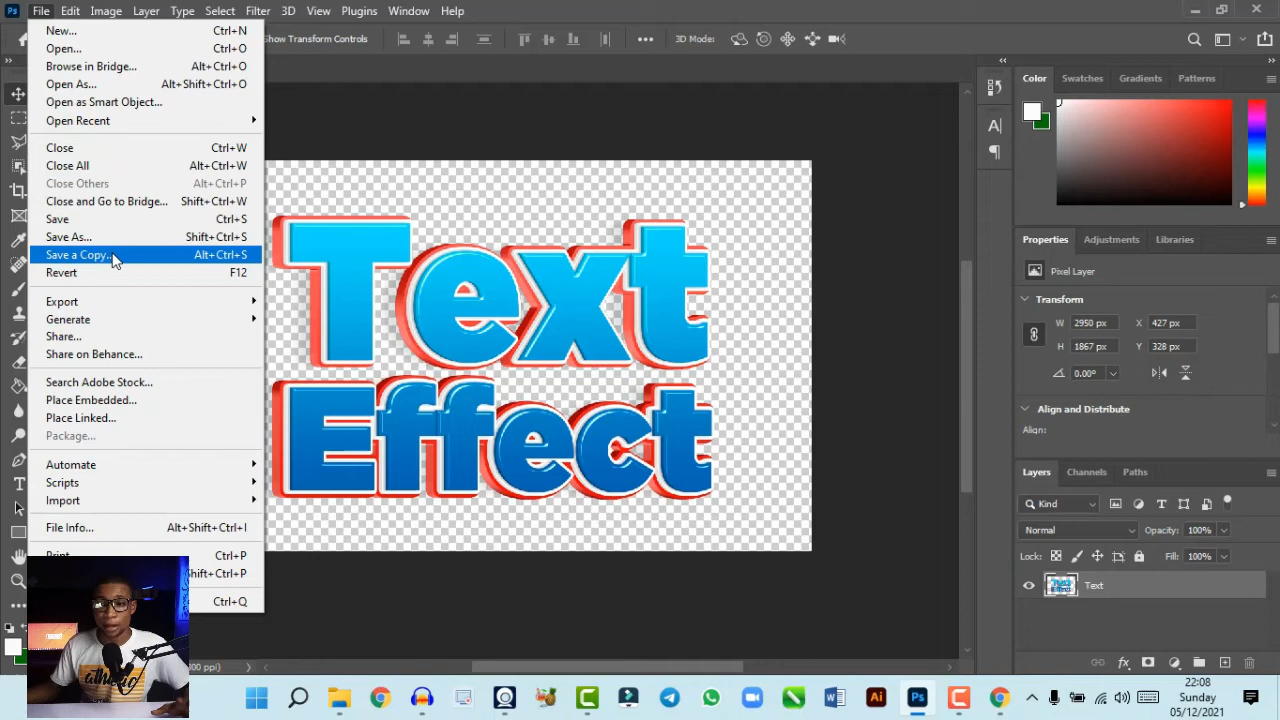 Ps File Edit Image Layer Type Select Filter 3D View Plugins Window Help
Show Transform Controls
3D Mode:
New... Ctrl+N
Open... Ctrl+O
Browse in Bridge... Alt+Ctrl+O
Open As... Alt+Shift+Ctrl+O
Open as Smart Object...
Open Recent
Close Ctrl+W
Close All Alt+Ctrl+W
Close Others Alt+Ctrl+P
Close and Go to Bridge... Shift+Ctrl+W
Save Ctrl+S
Save As... Shift+Ctrl+S
Save a Copy... Alt+Ctrl+S
Revert F12
Export
Generate
Share...
Share on Behance...
Search Adobe Stock...
Place Embedded...
Place Linked...
Package...
Automate
Scripts
Import
File Info... Alt+Shift+Ctrl+I
Print... Ctrl+P
Shift+Ctrl+P
Ctrl+Q
Text
Effect
Color Swatches Gradients Patterns
Properties Adjustments Libraries
Pixel Layer
Transform
W 2950 px X 427 px
H 1867 px Y 328 px
0.00°
Align and Distribute
Align:
Layers Channels Paths
Kind
Normal Opacity: 100%
Lock: Fill: 100%
Text
ppi)
Ai Ps
22:08
Sunday
05/12/2021